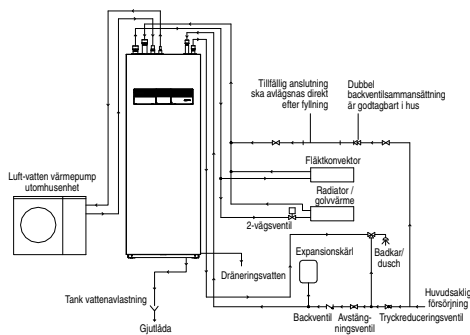 Tillfällig anslutning
ska avlägsnas direkt
efter fyllning
Dubbel
backventilsammansättning
är godtagbart i hus
Fläktkonvektor
Luft-vatten värmepump
utomhusenhet
Radiator /
golvvärme
2-vägsventil
Expansionskärl
Badkar/
dusch
Dräneringsvatten
Tank vattenavlastning
Huvudsaklig
försörjning
Backventil
Avstäng-
ningsventil
Tryckreduceringsventil
Gjutlåda